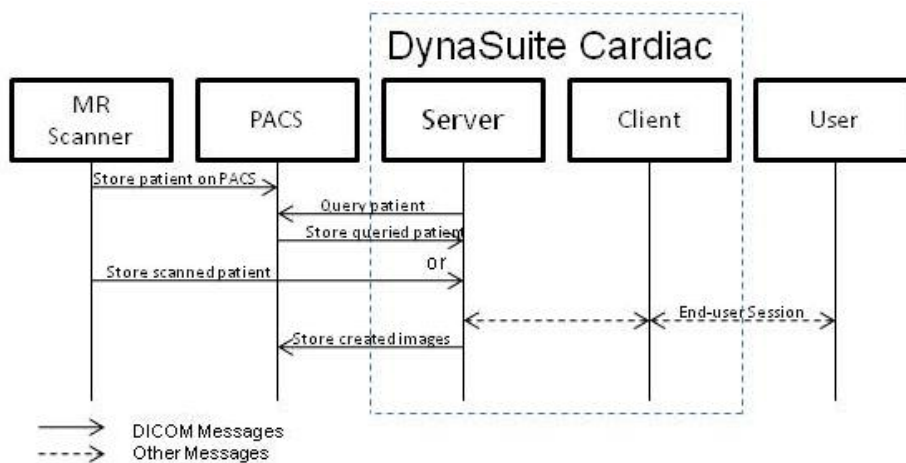 DynaSuite Cardiac
MR
Scanner
PACS
Server
Client
User
Store patient on PACS
Query patient
Store queried patient
or
Store scanned patient
End-user Session
Store created images
DICOM Messages
Other Messages